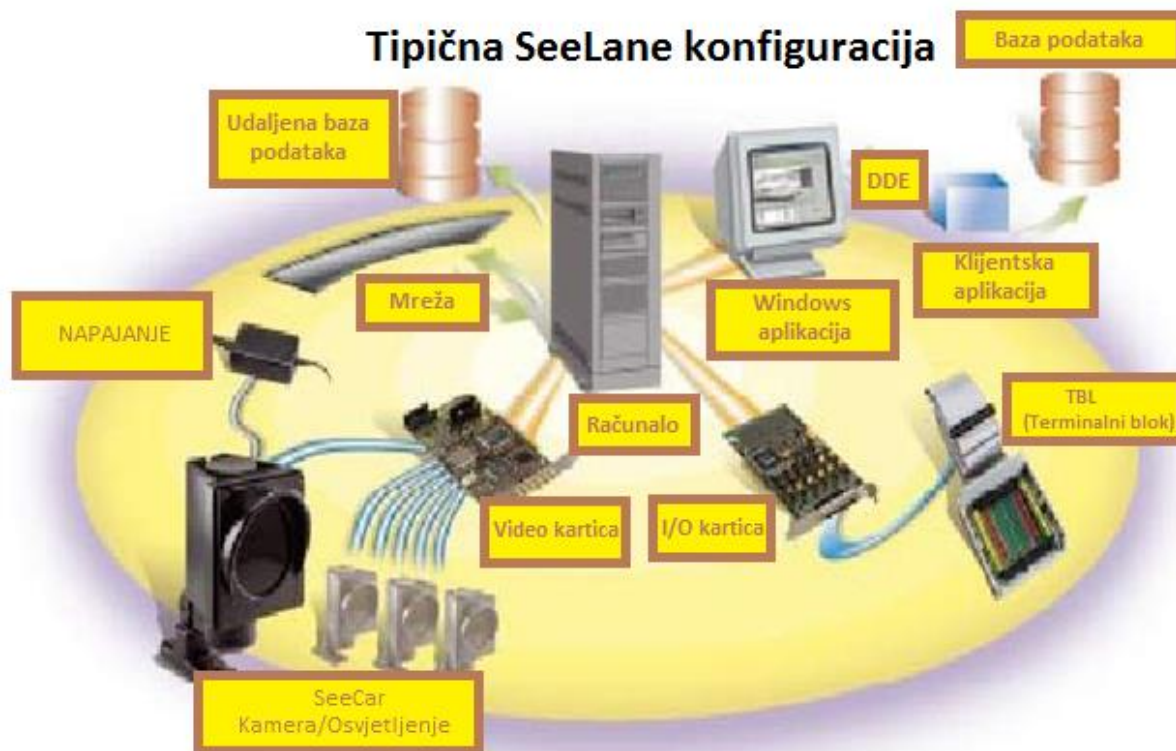 Tipična SeeLane konfiguracija
Baza podataka
Udaljena baza
podataka
DDE
Klijentska
aplikacija
Mreža
Windows
aplikacija
NAPAJANJE
TBL
(Terminalni blok)
Računalo
Video kartica
I/O kartica
SeeCar
Kamera/Osvjetljenje